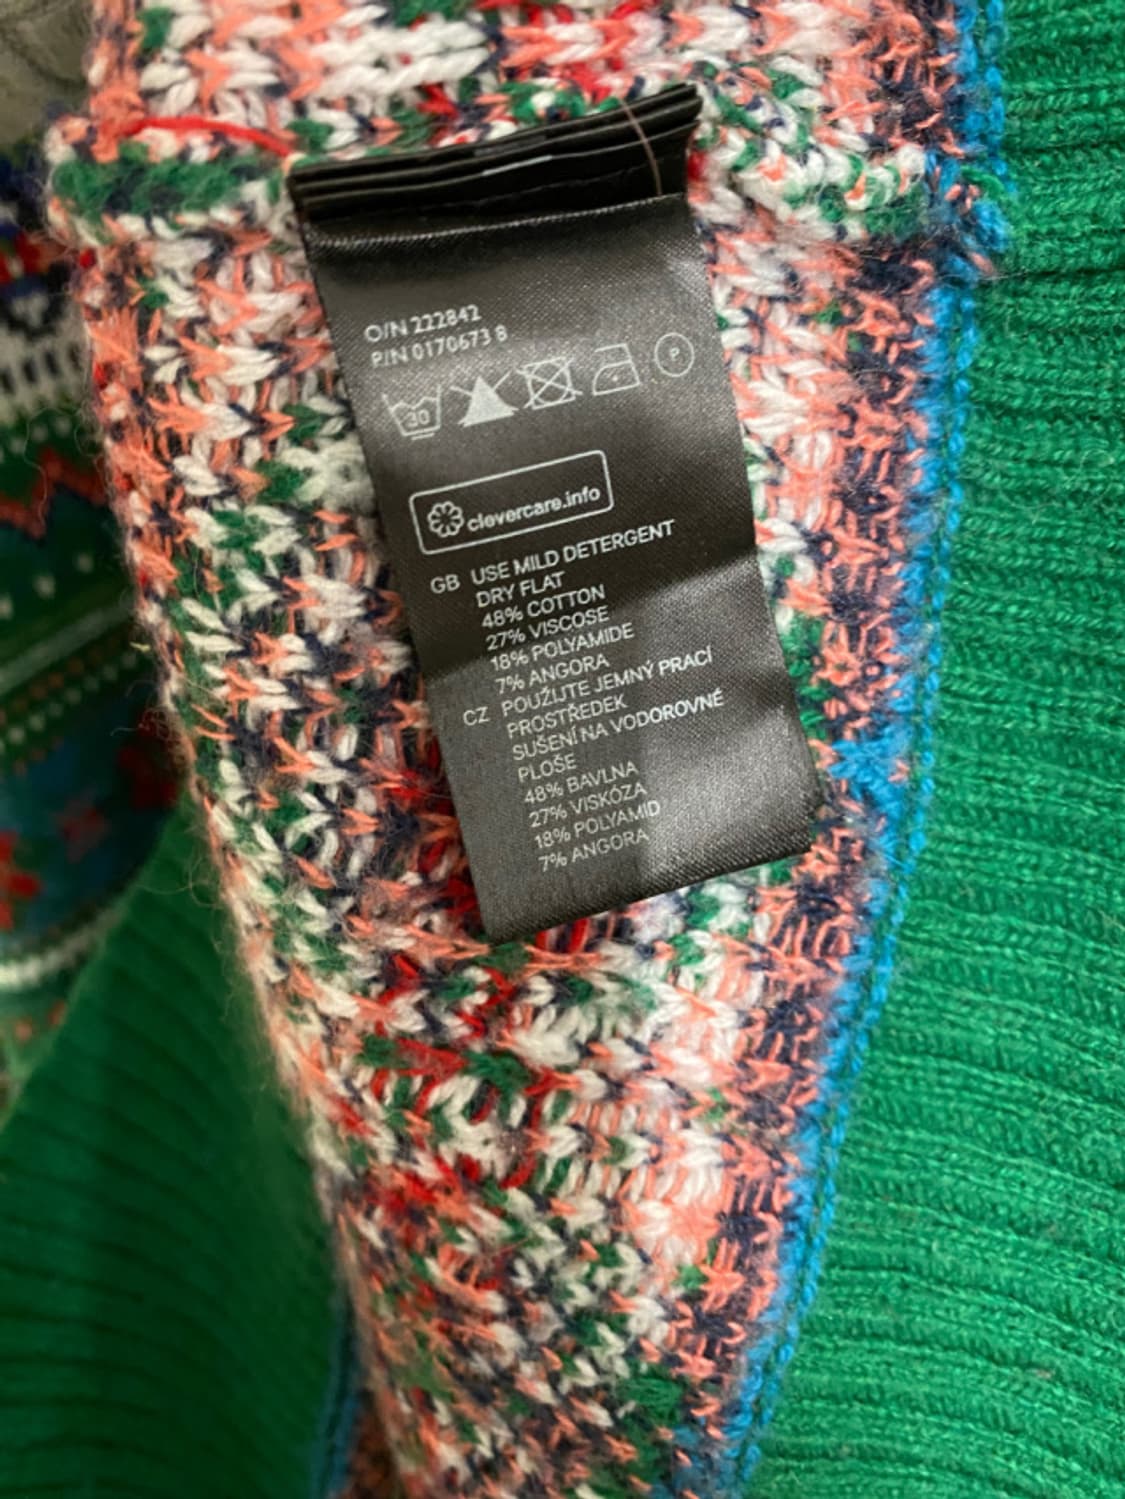 O/N 222842
P/N 0170673 8
30 P
clevercare.info
GB USE MILD DETERGENT
DRY FLAT
48% COTTON
27% VISCOSE
18% POLYAMIDE
7% ANGORA
CZ POUŽIJTE JEMNÝ PRACÍ
PROSTŘEDEK
SUŠENÍ NA VODOROVNÉ
PLOŠE
48% BAVLNA
27% VISKÓZA
18% POLYAMID
7% ANGORA